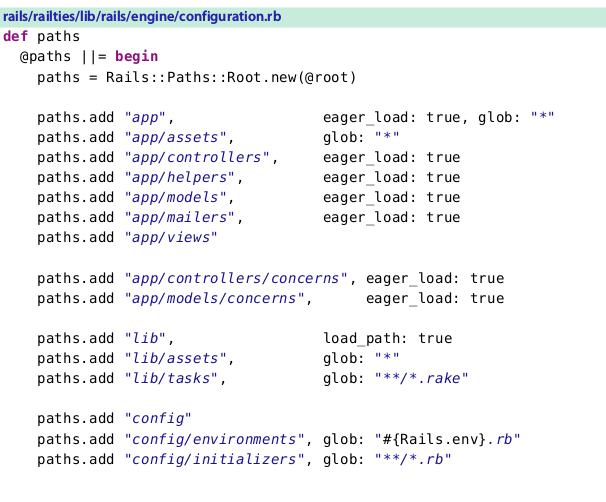 rails/railties/lib/rails/engine/configuration.rb
def paths
  @paths ||= begin
    paths = Rails::Paths::Root.new(@root)

    paths.add "app",                 eager_load: true, glob: "*"
    paths.add "app/assets",          glob: "*"
    paths.add "app/controllers",     eager_load: true
    paths.add "app/helpers",         eager_load: true
    paths.add "app/models",          eager_load: true
    paths.add "app/mailers",         eager_load: true
    paths.add "app/views"

    paths.add "app/controllers/concerns", eager_load: true
    paths.add "app/models/concerns",      eager_load: true

    paths.add "lib",                 load_path: true
    paths.add "lib/assets",          glob: "*"
    paths.add "lib/tasks",           glob: "**/*.rake"

    paths.add "config"
    paths.add "config/environments", glob: "#{Rails.env}.rb"
    paths.add "config/initializers", glob: "**/*.rb"